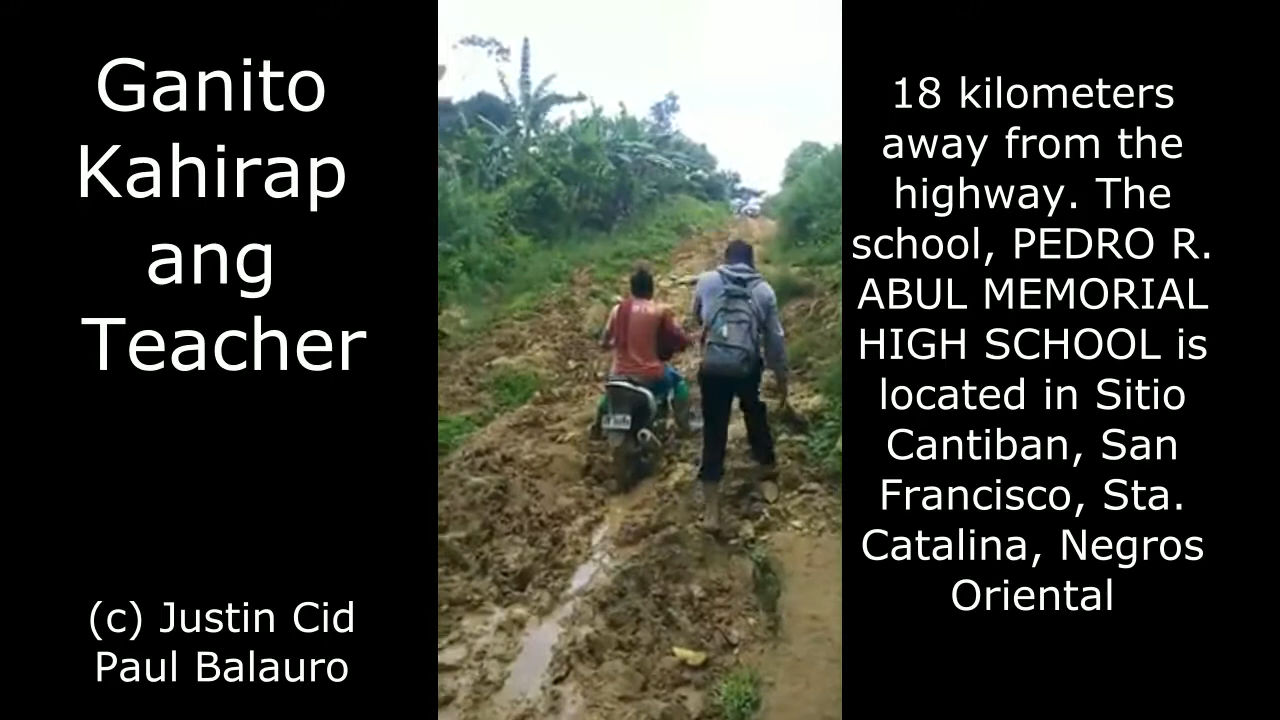 Ganito
Kahirap
ang
Teacher
(c) Justin Cid
Paul Balauro
18 kilometers
away from the
highway. The
school, PEDRO R.
ABUL MEMORIAL
HIGH SCHOOL is
located in Sitio
Cantiban, San
Francisco, Sta.
Catalina, Negros
Oriental